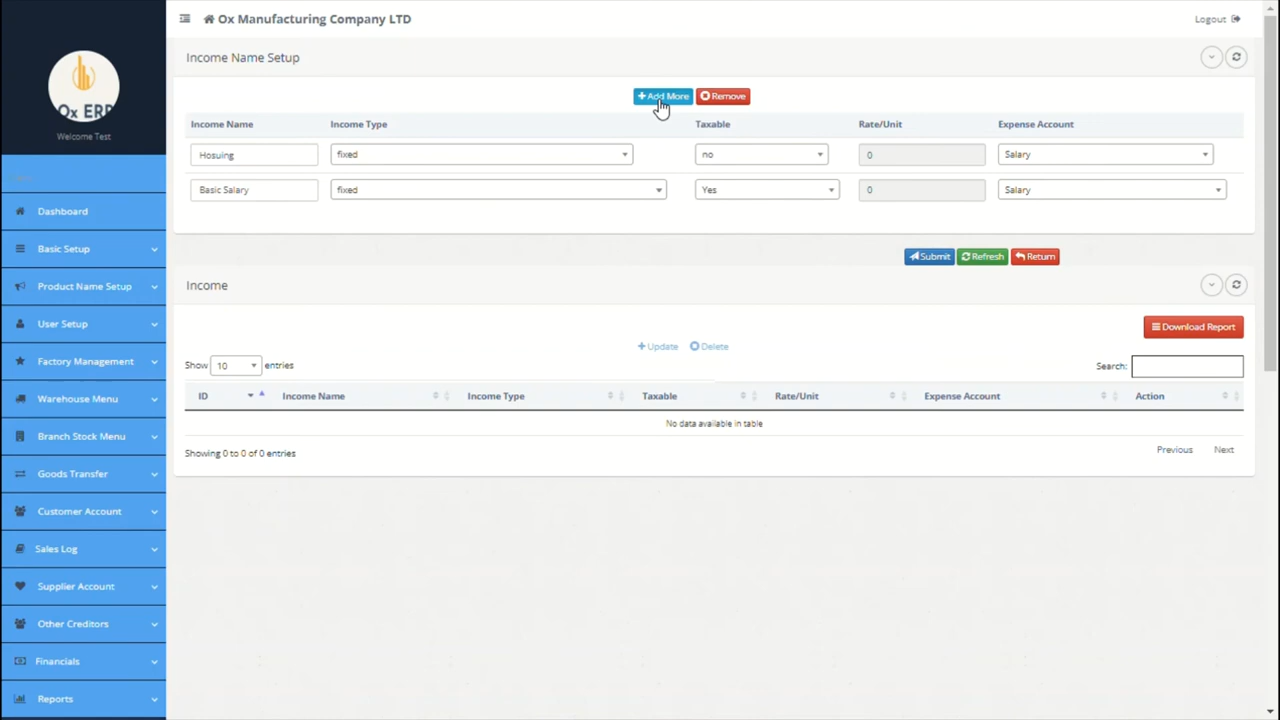 Ox Manufacturing Company LTD
Logout
Income Name Setup
Ox ERP
Welcome Test
Add More
Remove
Income Name Income Type Taxable Rate/Unit Expense Account
Hosuing fixed no 0 Salary
Basic Salary fixed Yes 0 Salary
Submit Refresh Return
Income
Download Report
Update Delete
Show 10 entries
Search:
ID Income Name Income Type Taxable Rate/Unit Expense Account Action
No data available in table
Showing 0 to 0 of 0 entries
Previous Next
Dashboard
Basic Setup
Product Name Setup
User Setup
Factory Management
Warehouse Menu
Branch Stock Menu
Goods Transfer
Customer Account
Sales Log
Supplier Account
Other Creditors
Financials
Reports